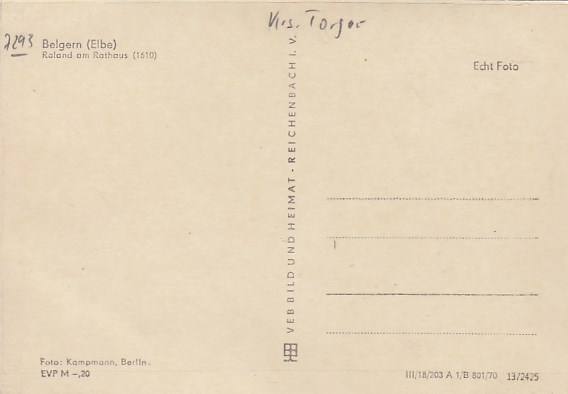 Krs. Torgau
7293 Belgern (Elbe)
Roland am Rathaus (1610)
Echt Foto
VEB BILD UND HEIMAT - REICHENBACH I. V.
Foto: Kampmann, Berlin.
EVP M -,20
III/18/203 A 1/B 801/70 13/2425